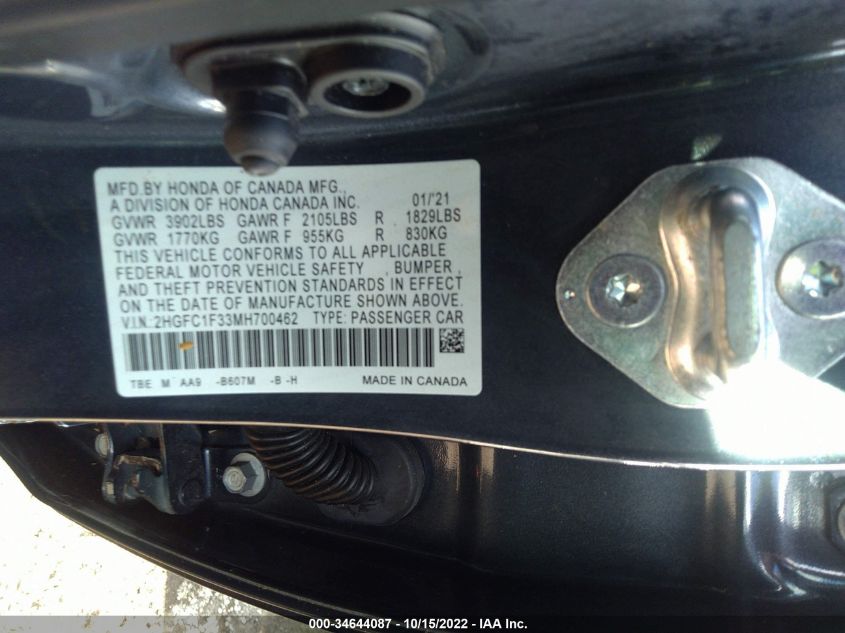 MFD.BY HONDA OF CANADA MFG.,
A DIVISION OF HONDA CANADA INC. 01/'21
GVWR 3902LBS GAWR F 2105LBS R 1829LBS
GVWR 1770KG GAWR F 955KG R 830KG
THIS VEHICLE CONFORMS TO ALL APPLICABLE
FEDERAL MOTOR VEHICLE SAFETY , BUMPER ,
AND THEFT PREVENTION STANDARDS IN EFFECT
ON THE DATE OF MANUFACTURE SHOWN ABOVE.
V.I.N.:2HGFC1F33MH700462 TYPE: PASSENGER CAR
TBE M AA9 -B607M -B -H MADE IN CANADA
000-34644087 - 10/15/2022 - IAA Inc.